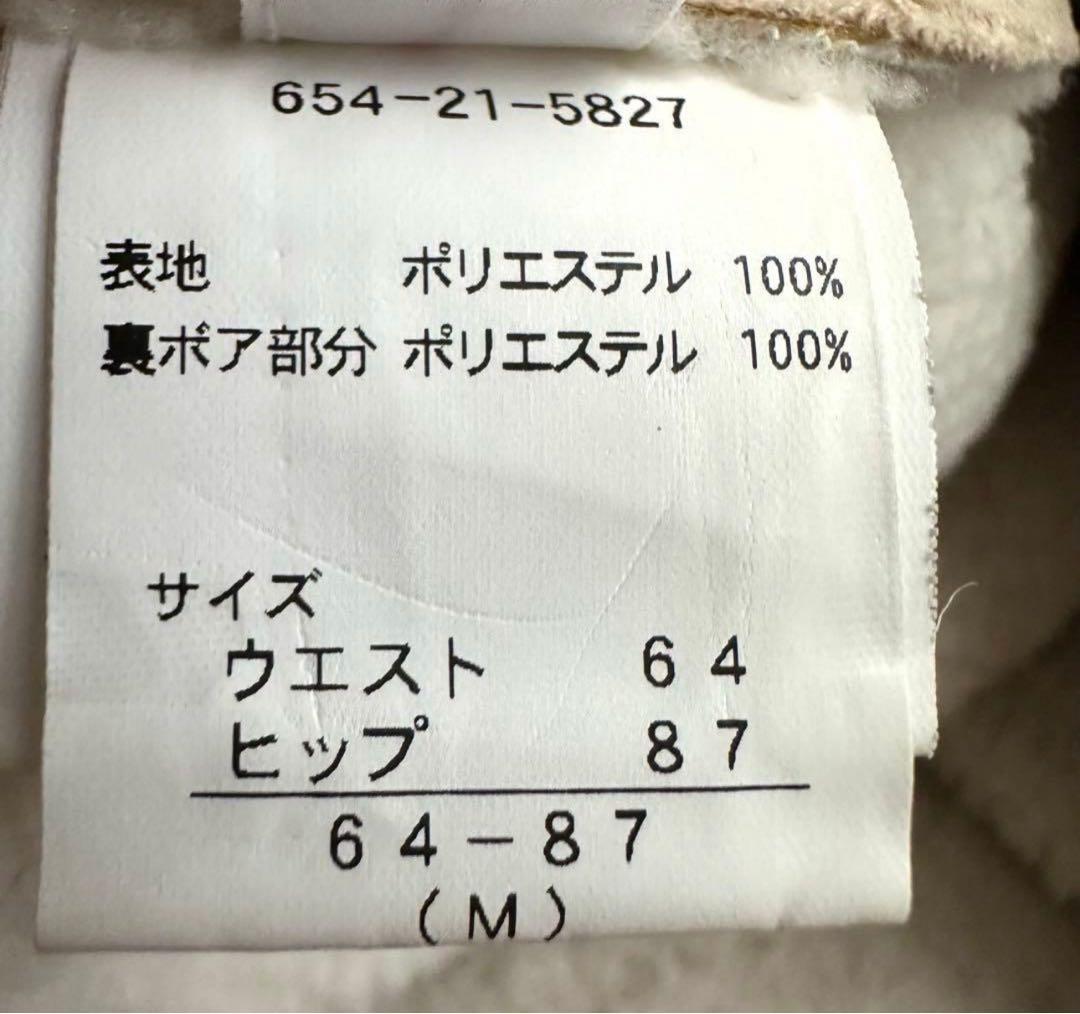 654-21-5827
表地 ポリエステル 100%
裏ボア部分 ポリエステル 100%
サイズ
ウエスト 64
ヒップ 87
64-87
(M)